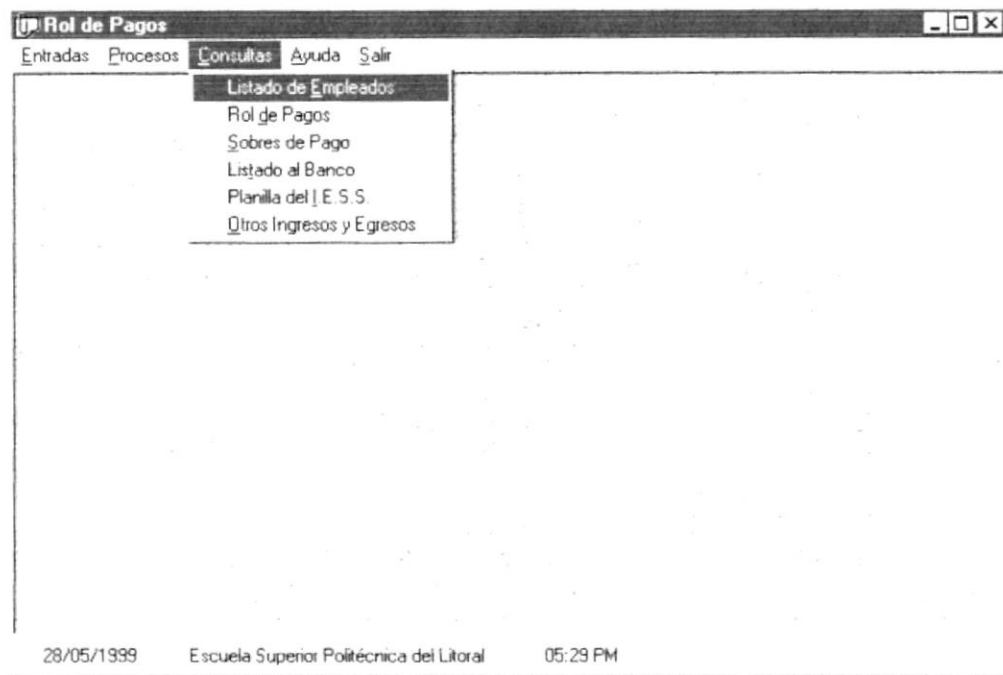 Rol de Pagos
Entradas Procesos Consultas Ayuda Salir
Listado de Empleados
Rol de Pagos
Sobres de Pago
Listado al Banco
Planilla del I.E.S.S.
Otros Ingresos y Egresos
28/05/1999 Escuela Superior Politécnica del Litoral 05:29 PM